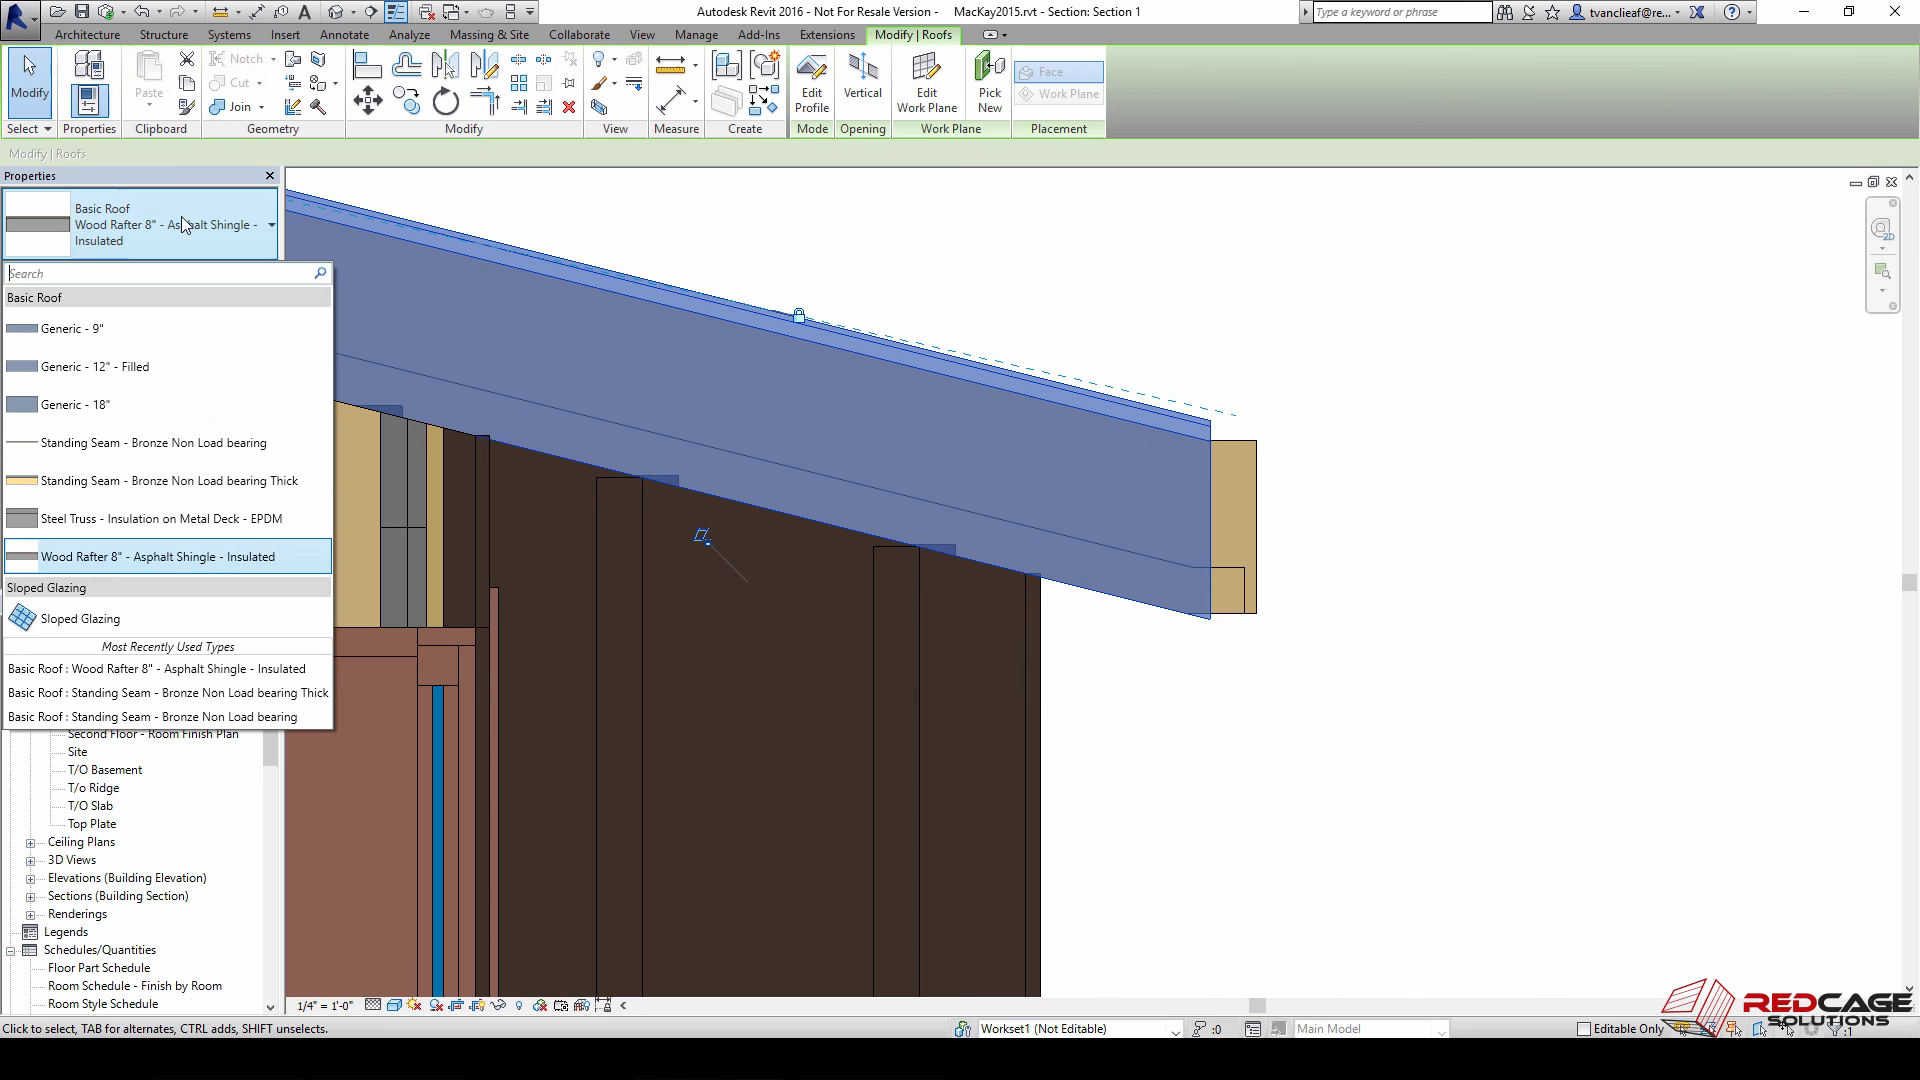 Autodesk Revit 2016 - Not For Resale Version - MacKay2015.rvt - Section: Section 1
Type a keyword or phrase
tvanclieaf@re...
Architecture Structure Systems Insert Annotate Analyze Massing & Site Collaborate View Manage Add-Ins Extensions Modify | Roofs
Modify
Paste
Notch
Cut
Join
Edit Profile
Vertical
Edit Work Plane
Pick New
Face
Work Plane
Select Properties Clipboard Geometry Modify View Measure Create Mode Opening Work Plane Placement
Modify | Roofs
Properties
Basic Roof
Wood Rafter 8" - Asphalt Shingle -
Insulated
Search
Basic Roof
Generic - 9"
Generic - 12" - Filled
Generic - 18"
Standing Seam - Bronze Non Load bearing
Standing Seam - Bronze Non Load bearing Thick
Steel Truss - Insulation on Metal Deck - EPDM
Wood Rafter 8" - Asphalt Shingle - Insulated
Sloped Glazing
Sloped Glazing
Most Recently Used Types
Basic Roof : Wood Rafter 8" - Asphalt Shingle - Insulated
Basic Roof : Standing Seam - Bronze Non Load bearing Thick
Basic Roof : Standing Seam - Bronze Non Load bearing
Second Floor - Room Finish Plan
Site
T/O Basement
T/o Ridge
T/O Slab
Top Plate
Ceiling Plans
3D Views
Elevations (Building Elevation)
Sections (Building Section)
Renderings
Legends
Schedules/Quantities
Floor Part Schedule
Room Schedule - Finish by Room
Room Style Schedule
2D
1/4" = 1'-0"
Click to select, TAB for alternates, CTRL adds, SHIFT unselects.
Workset1 (Not Editable)
:0
Main Model
Editable Only
:1
REDCAGE
SOLUTIONS